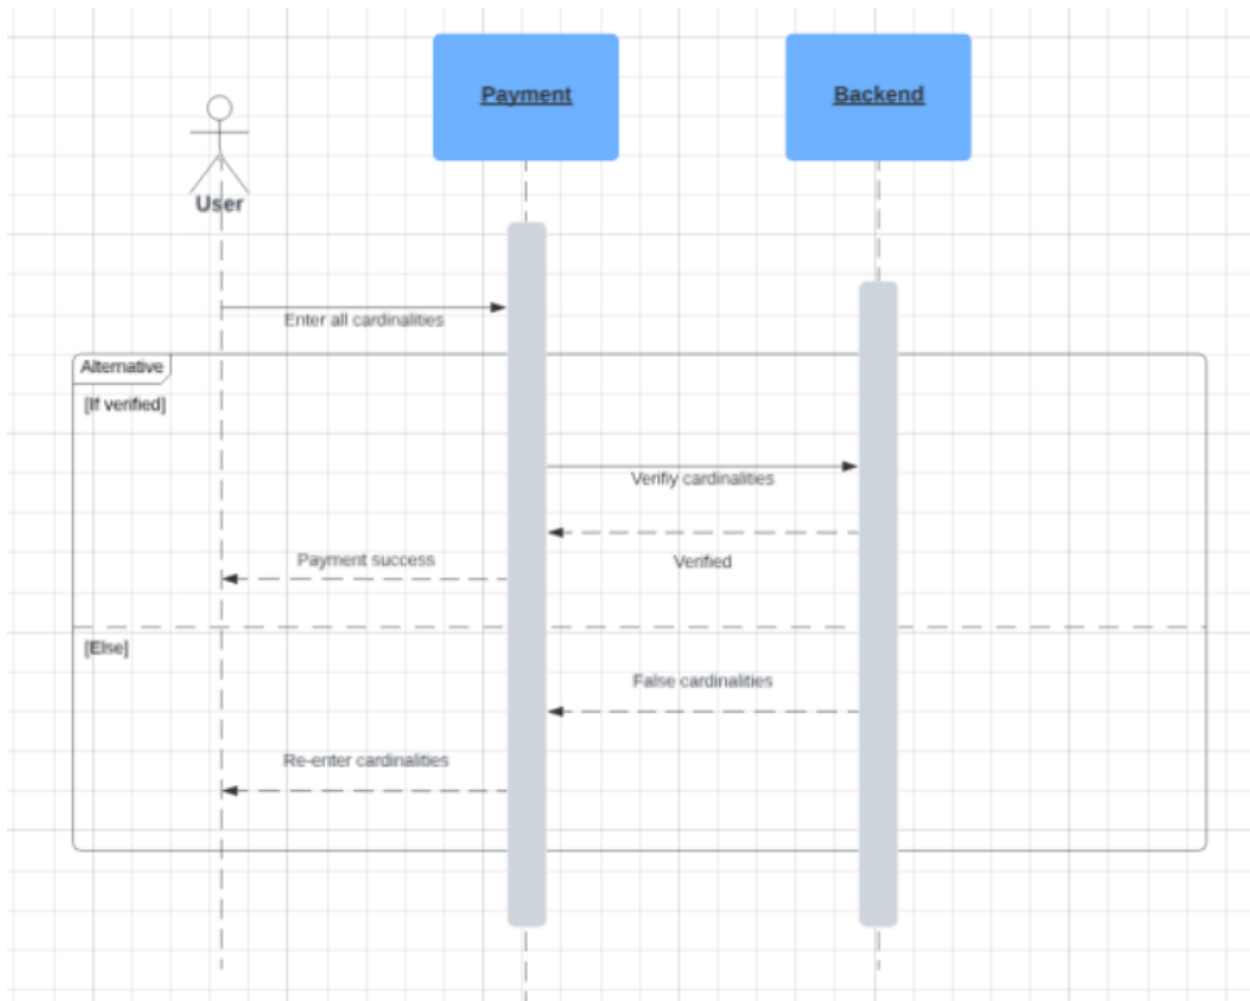 Payment
Backend
User
Enter all cardinalities
Alternative
[If verified]
Verifiy cardinalities
Verified
Payment success
[Else]
False cardinalities
Re-enter cardinalities